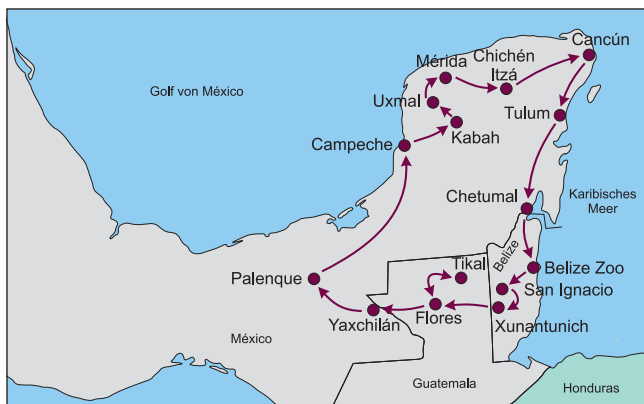 Cancún
Chichén
Itzá
Mérida
Golf von México
Uxmal
Tulum
Kabah
Campeche
Chetumal
Karibisches
Meer
Belize
Tikal
Belize Zoo
Palenque
San Ignacio
Flores
Yaxchilán
Xunantunich
México
Guatemala
Honduras